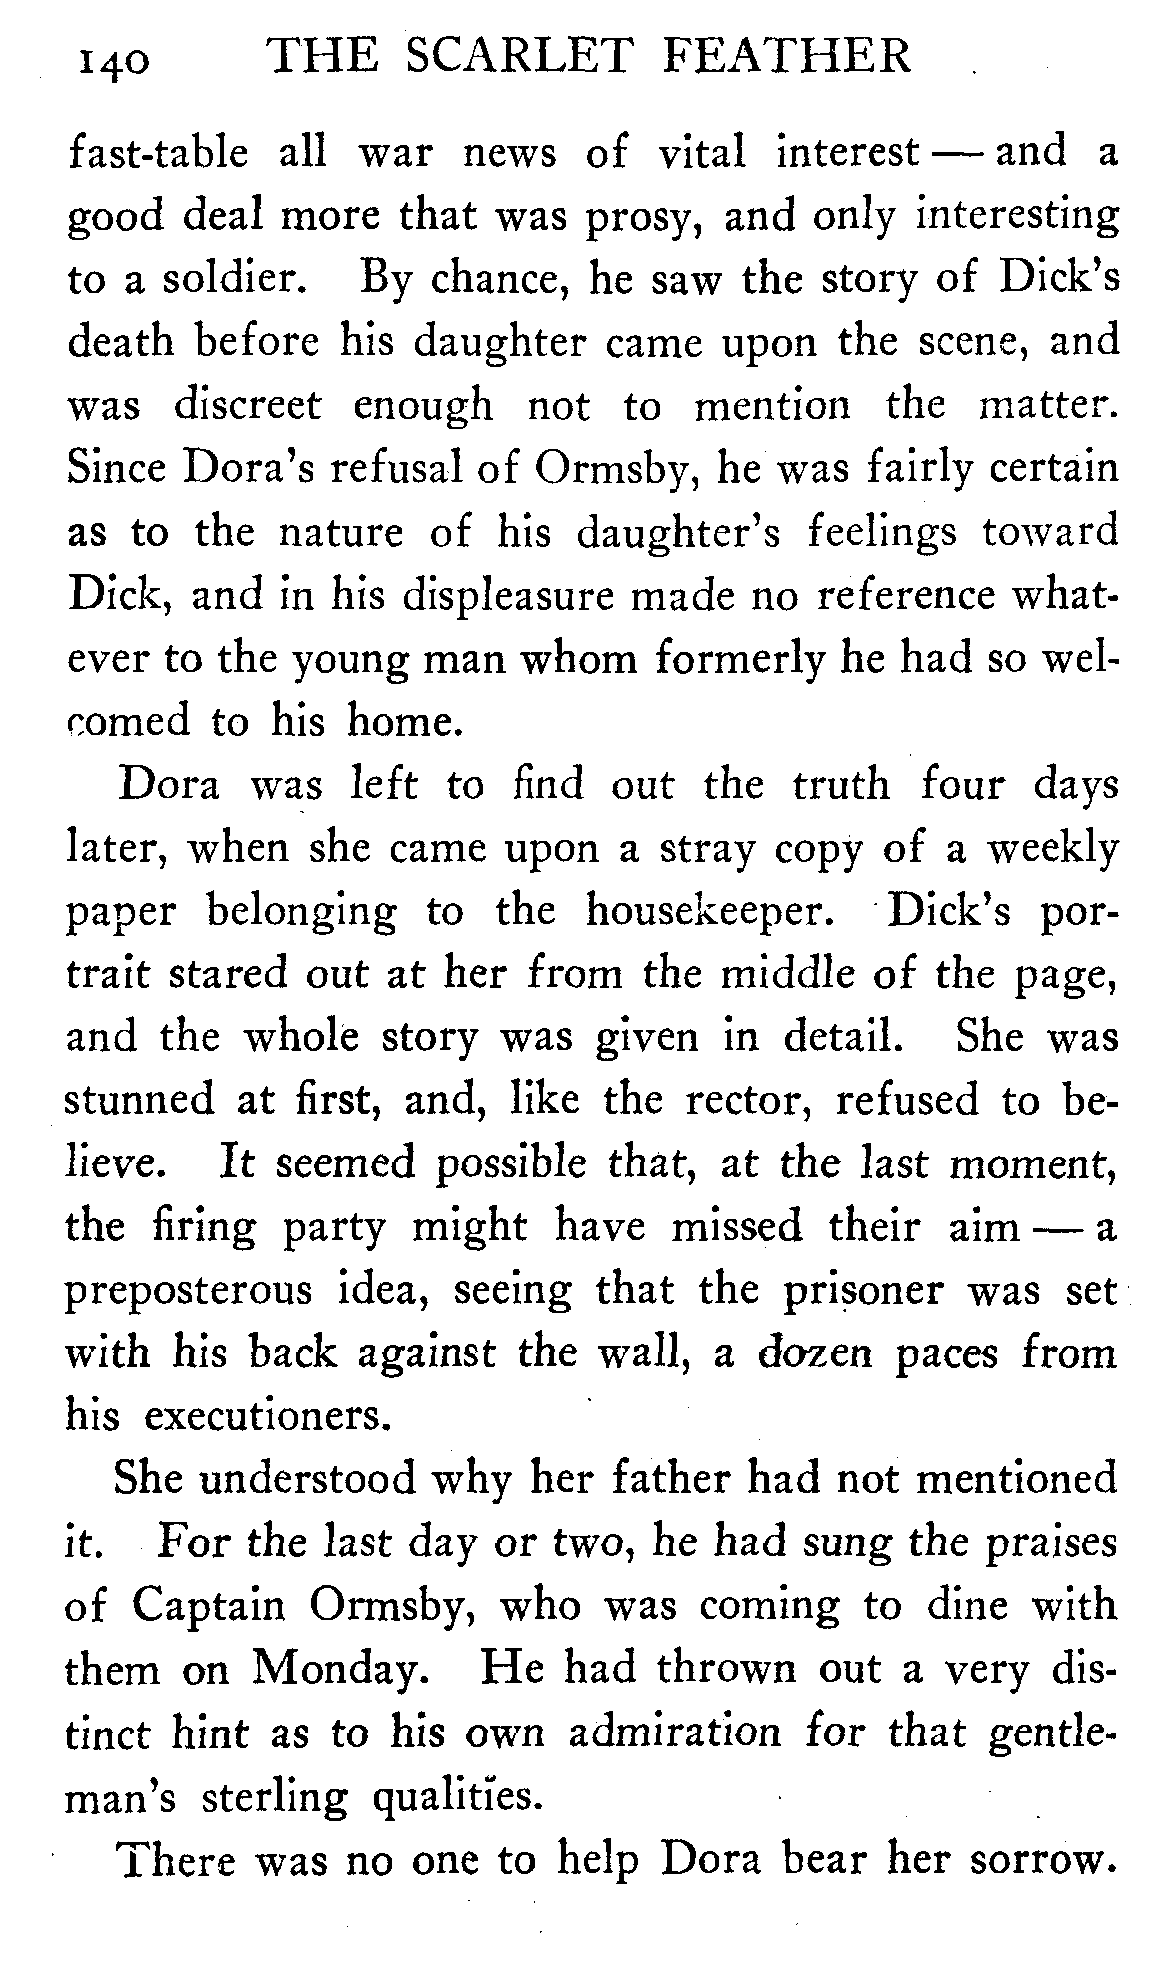 140 THE SCARLET FEATHER
fast-table all war news of vital interest — and a
good deal more that was prosy, and only interesting
to a soldier. By chance, he saw the story of Dick's
death before his daughter came upon the scene, and
was discreet enough not to mention the matter.
Since Dora's refusal of Ormsby, he was fairly certain
as to the nature of his daughter's feelings toward
Dick, and in his displeasure made no reference what-
ever to the young man whom formerly he had so wel-
comed to his home.
Dora was left to find out the truth four days
later, when she came upon a stray copy of a weekly
paper belonging to the housekeeper. Dick's por-
trait stared out at her from the middle of the page,
and the whole story was given in detail. She was
stunned at first, and, like the rector, refused to be-
lieve. It seemed possible that, at the last moment,
the firing party might have missed their aim — a
preposterous idea, seeing that the prisoner was set
with his back against the wall, a dozen paces from
his executioners.
She understood why her father had not mentioned
it. For the last day or two, he had sung the praises
of Captain Ormsby, who was coming to dine with
them on Monday. He had thrown out a very dis-
tinct hint as to his own admiration for that gentle-
man's sterling qualities.
There was no one to help Dora bear her sorrow.